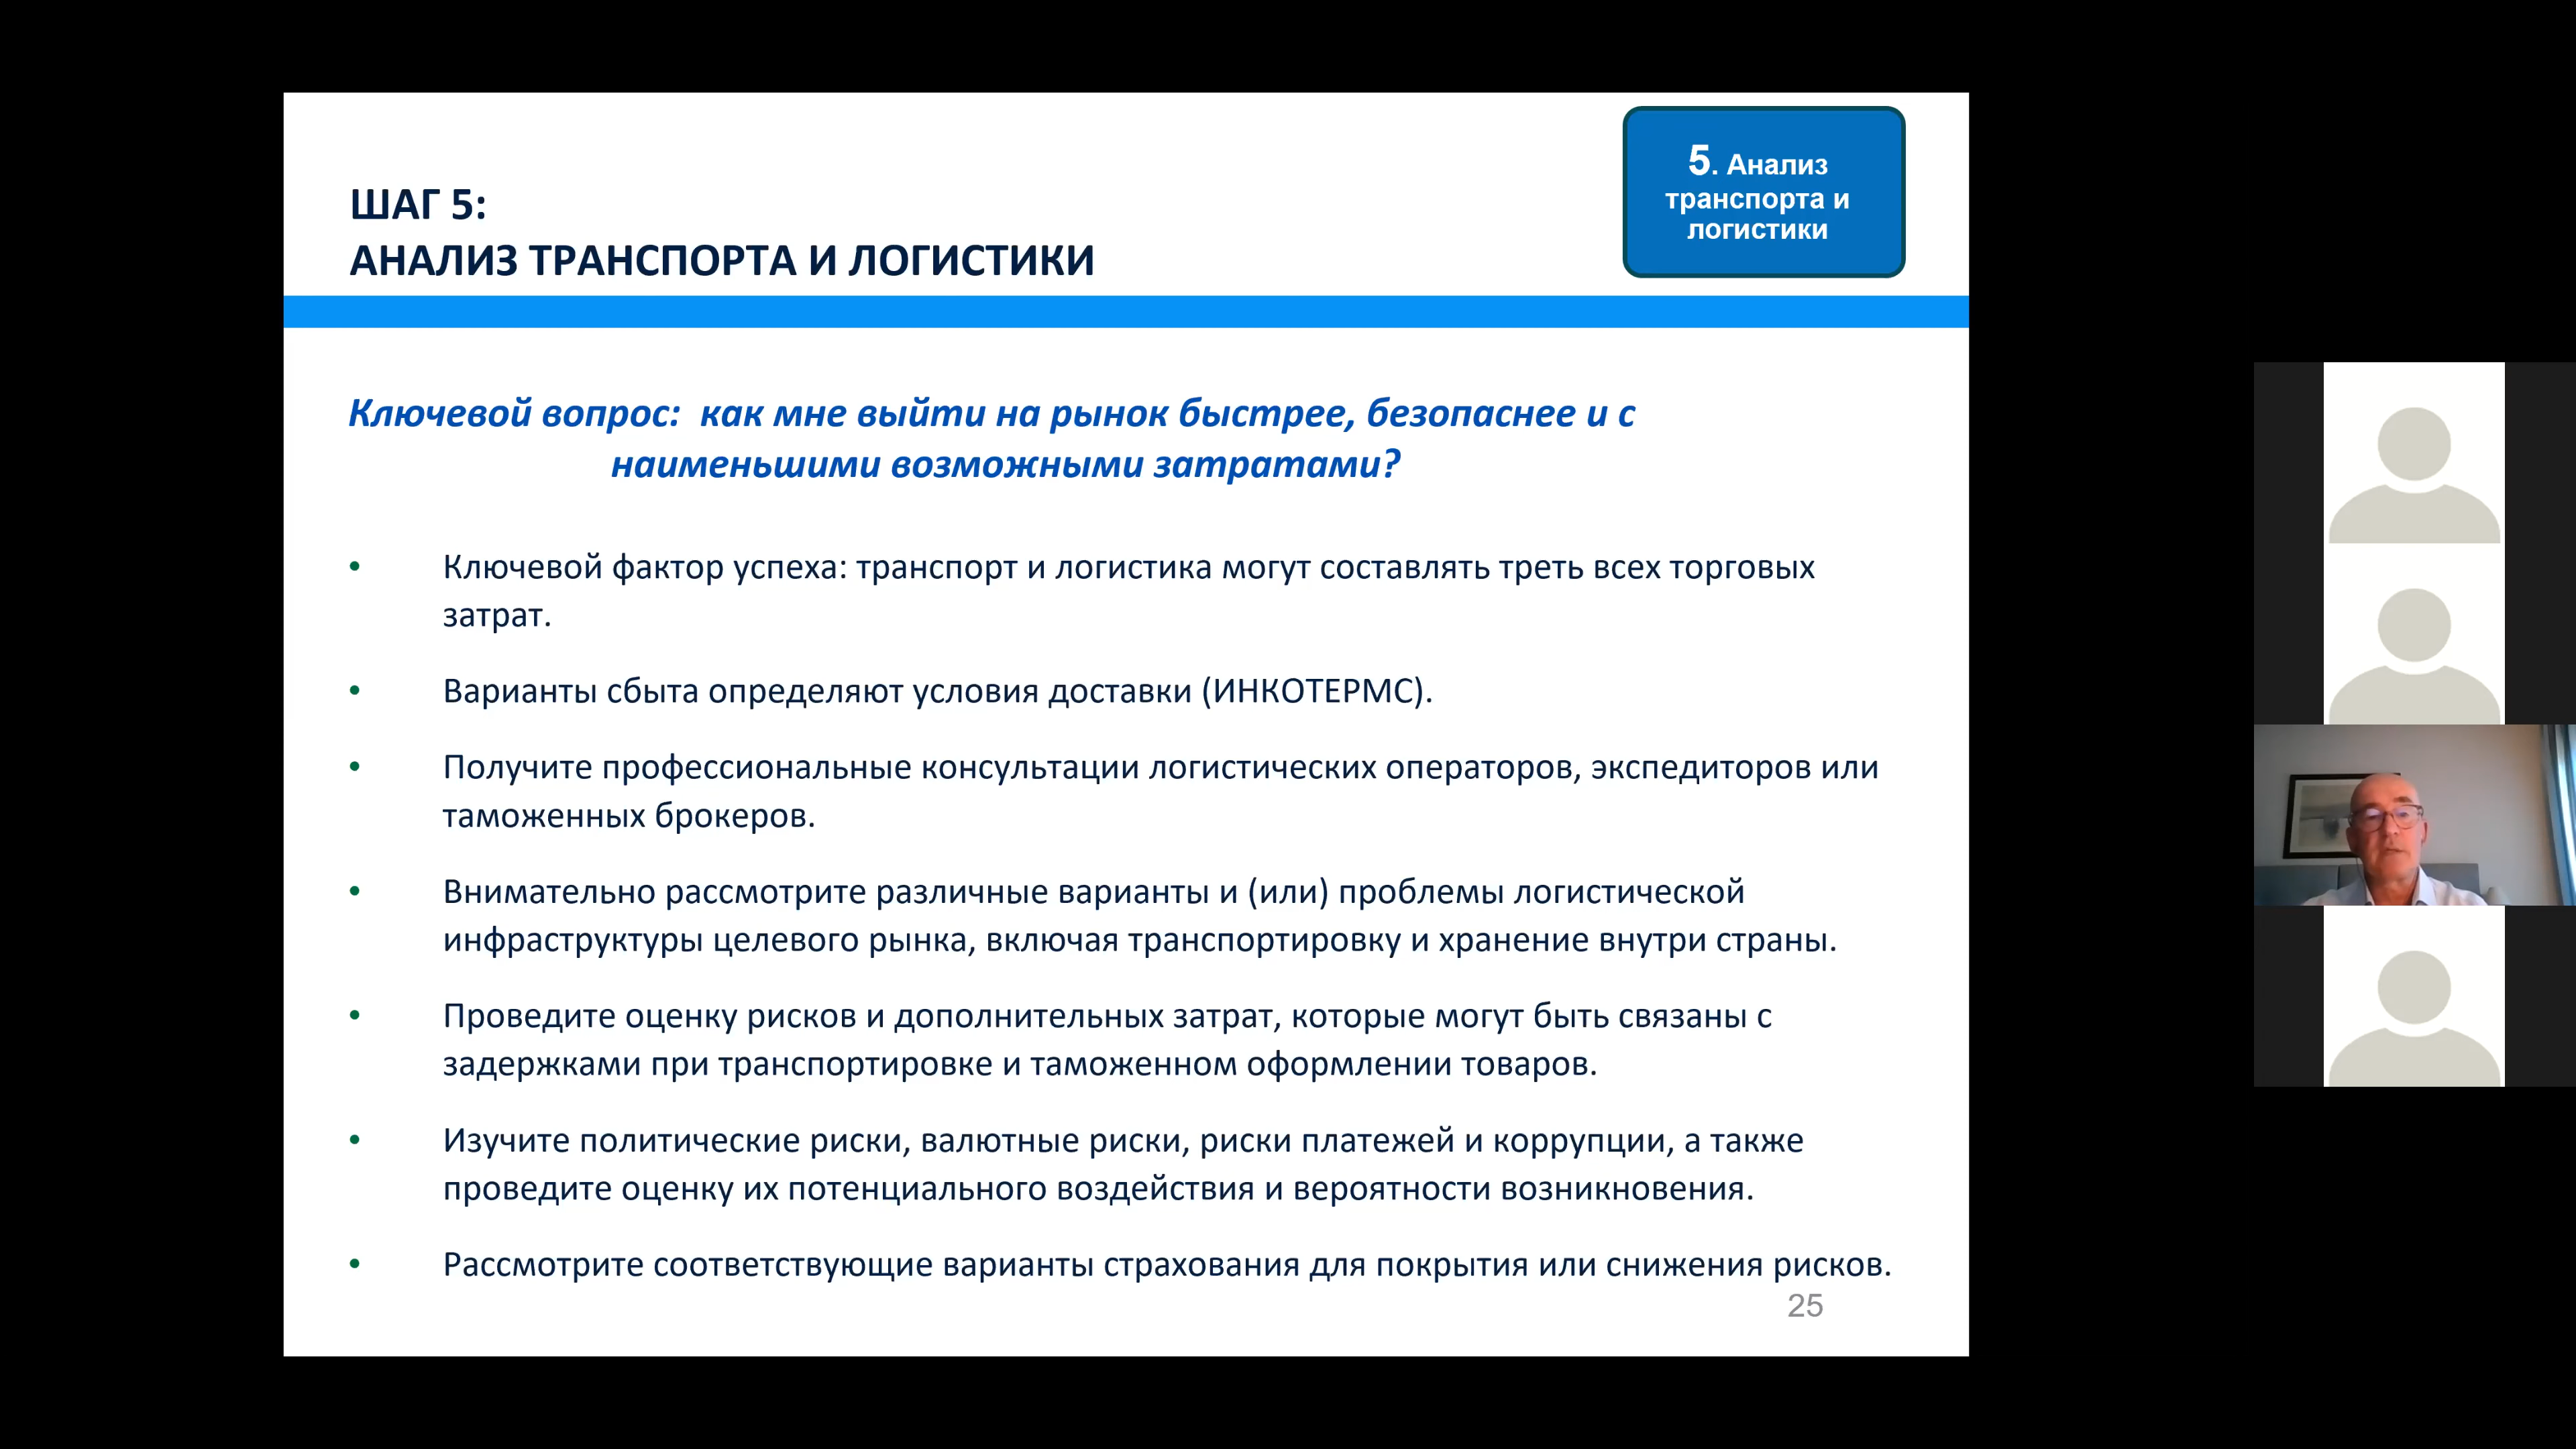 5. Анализ
транспорта и
логистики
ШАГ 5:
АНАЛИЗ ТРАНСПОРТА И ЛОГИСТИКИ
Ключевой вопрос:  как мне выйти на рынок быстрее, безопаснее и с
наименьшими возможными затратами?
• Ключевой фактор успеха: транспорт и логистика могут составлять треть всех торговых
затрат.
• Варианты сбыта определяют условия доставки (ИНКОТЕРМС).
• Получите профессиональные консультации логистических операторов, экспедиторов или
таможенных брокеров.
• Внимательно рассмотрите различные варианты и (или) проблемы логистической
инфраструктуры целевого рынка, включая транспортировку и хранение внутри страны.
• Проведите оценку рисков и дополнительных затрат, которые могут быть связаны с
задержками при транспортировке и таможенном оформлении товаров.
• Изучите политические риски, валютные риски, риски платежей и коррупции, а также
проведите оценку их потенциального воздействия и вероятности возникновения.
• Рассмотрите соответствующие варианты страхования для покрытия или снижения рисков.
25